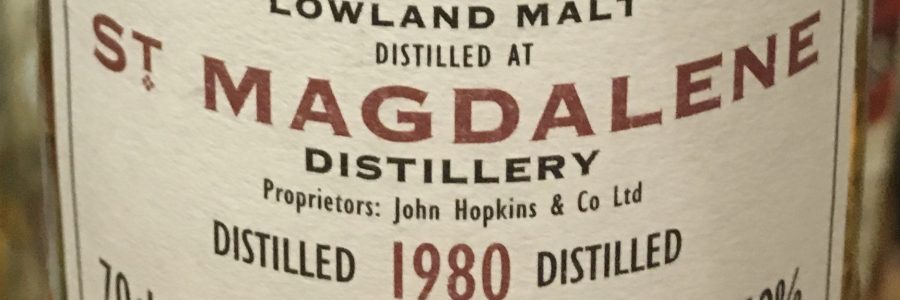 LOWLAND MALT
DISTILLED AT
ST MAGDALENE
DISTILLERY
Proprietors: John Hopkins & Co Ltd
DISTILLED 1980 DISTILLED